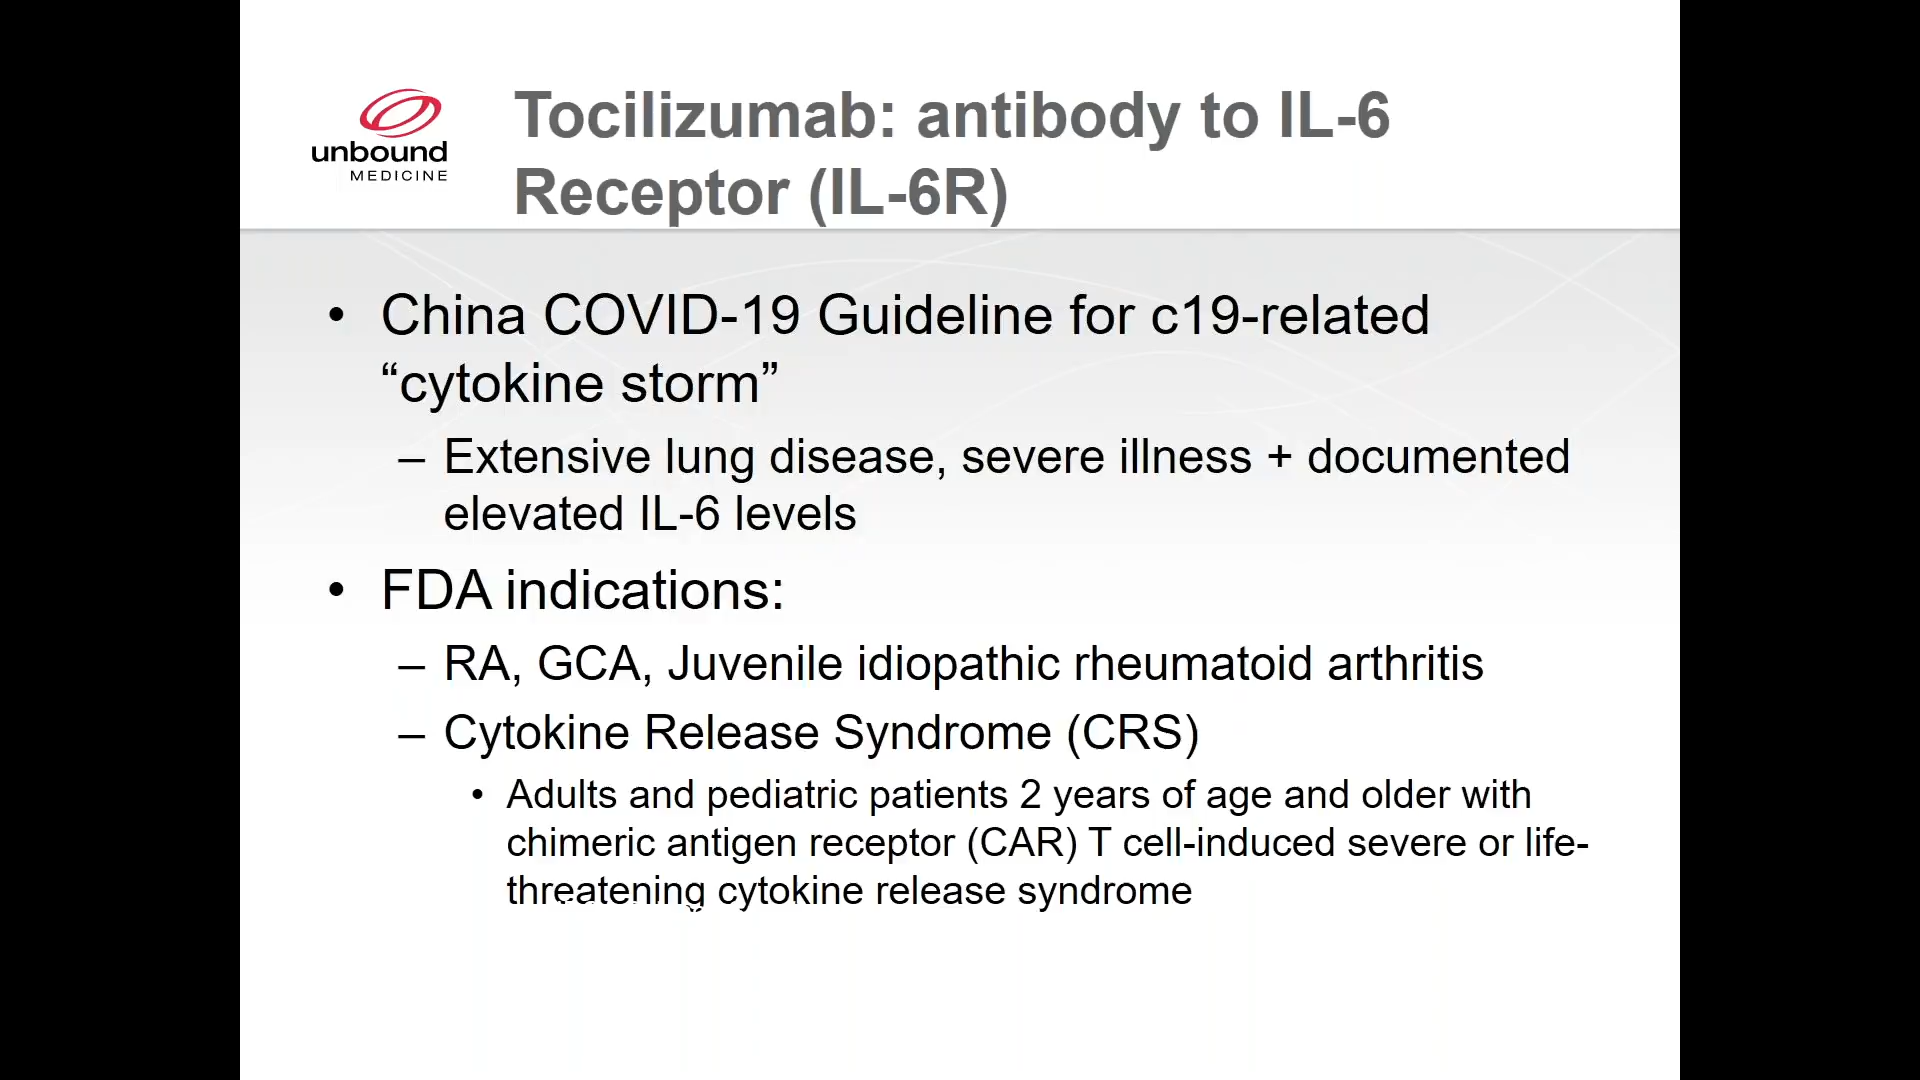 unbound
MEDICINE
Tocilizumab: antibody to IL-6
Receptor (IL-6R)
• China COVID-19 Guideline for c19-related
“cytokine storm”
– Extensive lung disease, severe illness + documented
elevated IL-6 levels
• FDA indications:
– RA, GCA, Juvenile idiopathic rheumatoid arthritis
– Cytokine Release Syndrome (CRS)
• Adults and pediatric patients 2 years of age and older with
chimeric antigen receptor (CAR) T cell-induced severe or life-
threatening cytokine release syndrome